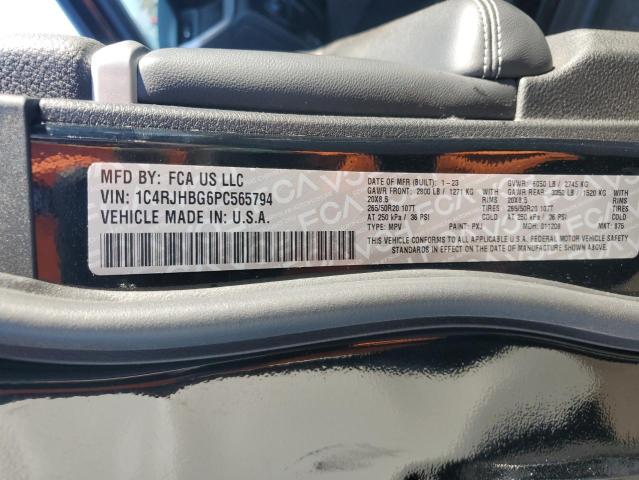 MFD BY: FCA US LLC
VIN: 1C4RJHBG6PC565794
VEHICLE MADE IN: U.S.A.
DATE OF MFR (BUILT): 1-23 GVWR: 6050 LB / 2745 KG
GAWR FRONT: 2800 LB / 1271 KG GAWR REAR: 3350 LB / 1520 KG
20X8.5 20X8.5
265/50R20 107T TIRES 265/50R20 107T TIRES
AT 250 kPa / 36 PSI COLD AT 250 kPa / 36 PSI COLD
TYPE: MPV PAINT: PXJ MDH: 011208 MKT: 876
THIS VEHICLE CONFORMS TO ALL APPLICABLE U.S.A. FEDERAL MOTOR VEHICLE SAFETY
STANDARDS IN EFFECT ON THE DATE OF MANUFACTURE SHOWN ABOVE.